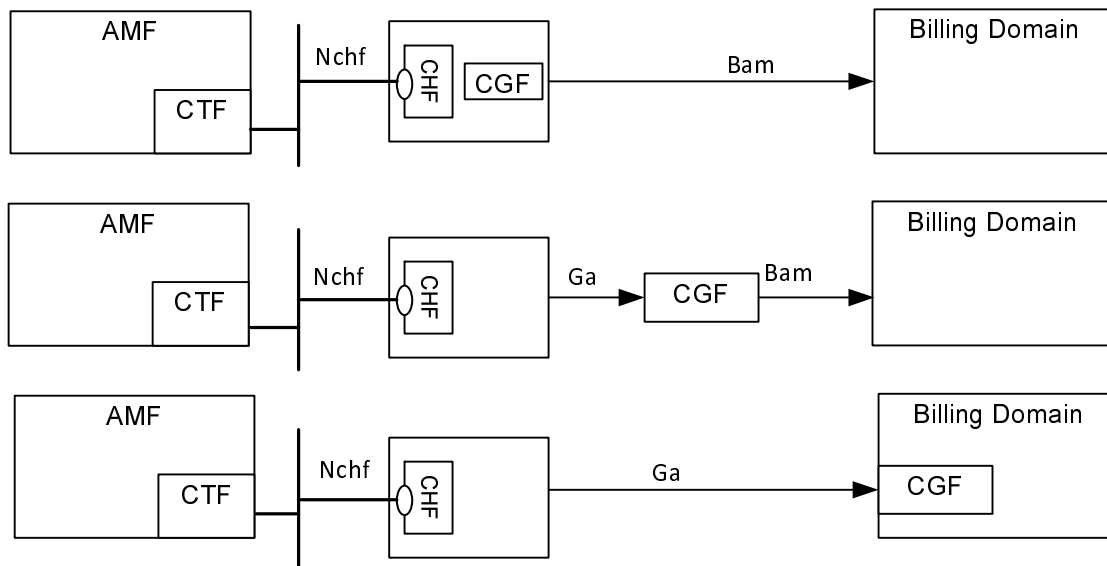 AMF
Billing Domain
Nchf
CHF
CGF
Bam
CTF
AMF
Billing Domain
Nchf
CHF
Ga
CGF
Bam
CTF
AMF
Billing Domain
Nchf
CHF
Ga
CGF
CTF